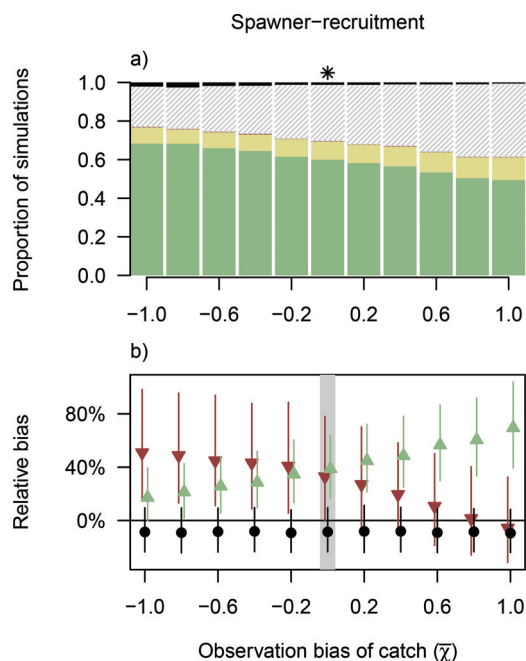 Spawner−recruitment
a)
*
Proportion of simulations
1.0
0.8
0.6
0.4
0.2
0.0
−1.0 −0.6 −0.2 0.2 0.6 1.0
b)
Relative bias
80%
40%
0%
−1.0 −0.6 −0.2 0.2 0.6 1.0
Observation bias of catch (χ̅)